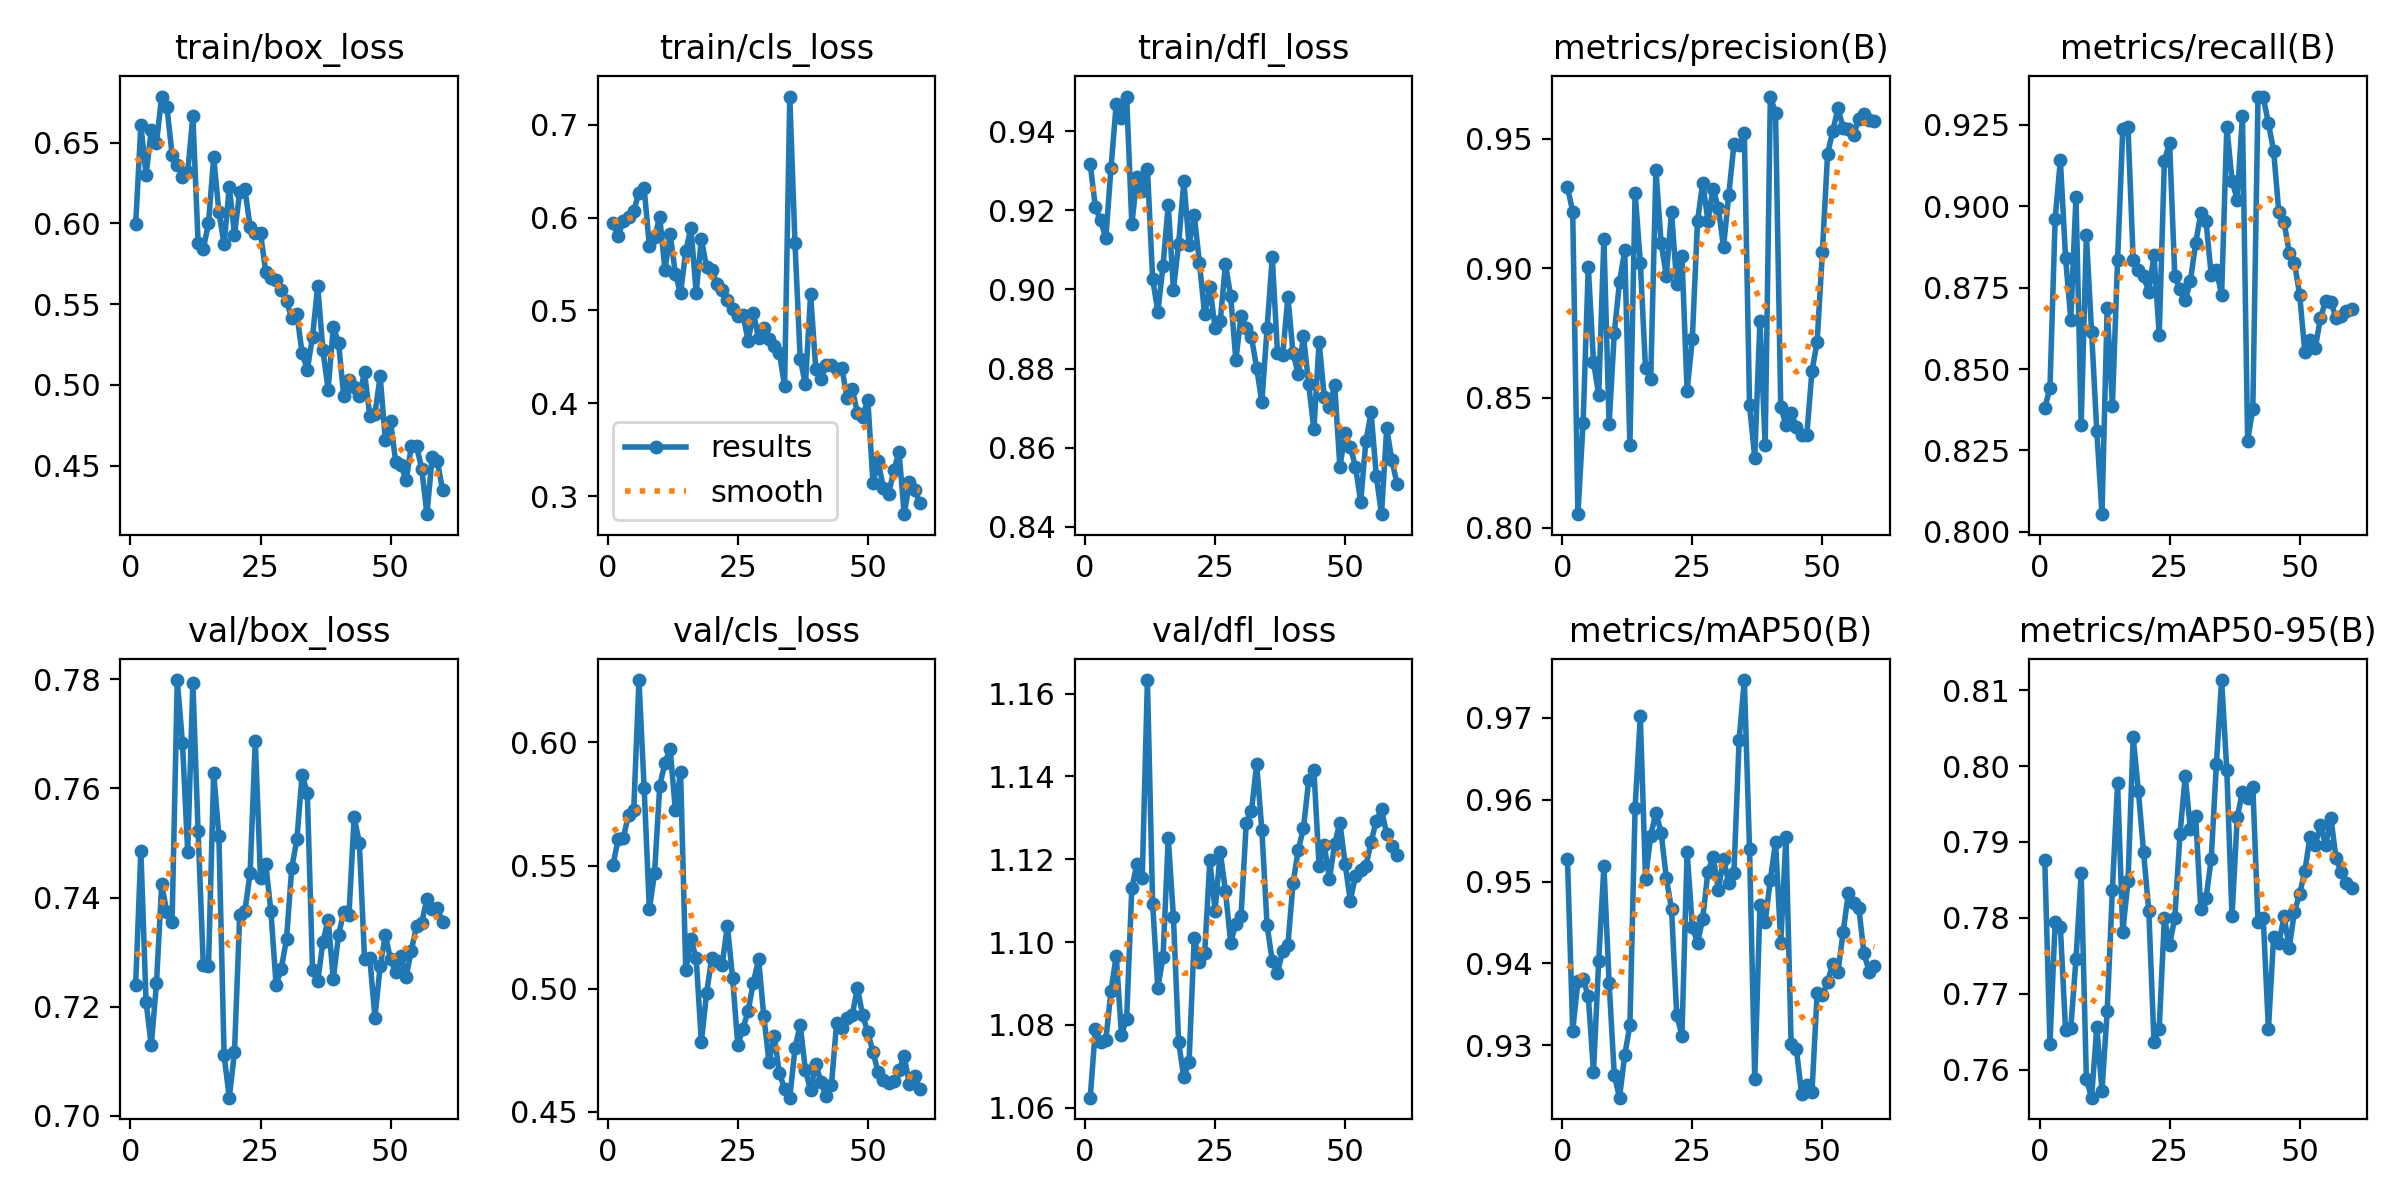 train/box_loss
train/cls_loss
train/dfl_loss
metrics/precision(B)
metrics/recall(B)
0.65
0.60
0.55
0.50
0.45
0 25 50
0.7
0.6
0.5
0.4
0.3
results
smooth
0 25 50
0.94
0.92
0.90
0.88
0.86
0.84
0 25 50
0.95
0.90
0.85
0.80
0 25 50
0.925
0.900
0.875
0.850
0.825
0.800
0 25 50
val/box_loss
val/cls_loss
val/dfl_loss
metrics/mAP50(B)
metrics/mAP50-95(B)
0.78
0.76
0.74
0.72
0.70
0 25 50
0.60
0.55
0.50
0.45
0 25 50
1.16
1.14
1.12
1.10
1.08
1.06
0 25 50
0.97
0.96
0.95
0.94
0.93
0 25 50
0.81
0.80
0.79
0.78
0.77
0.76
0 25 50